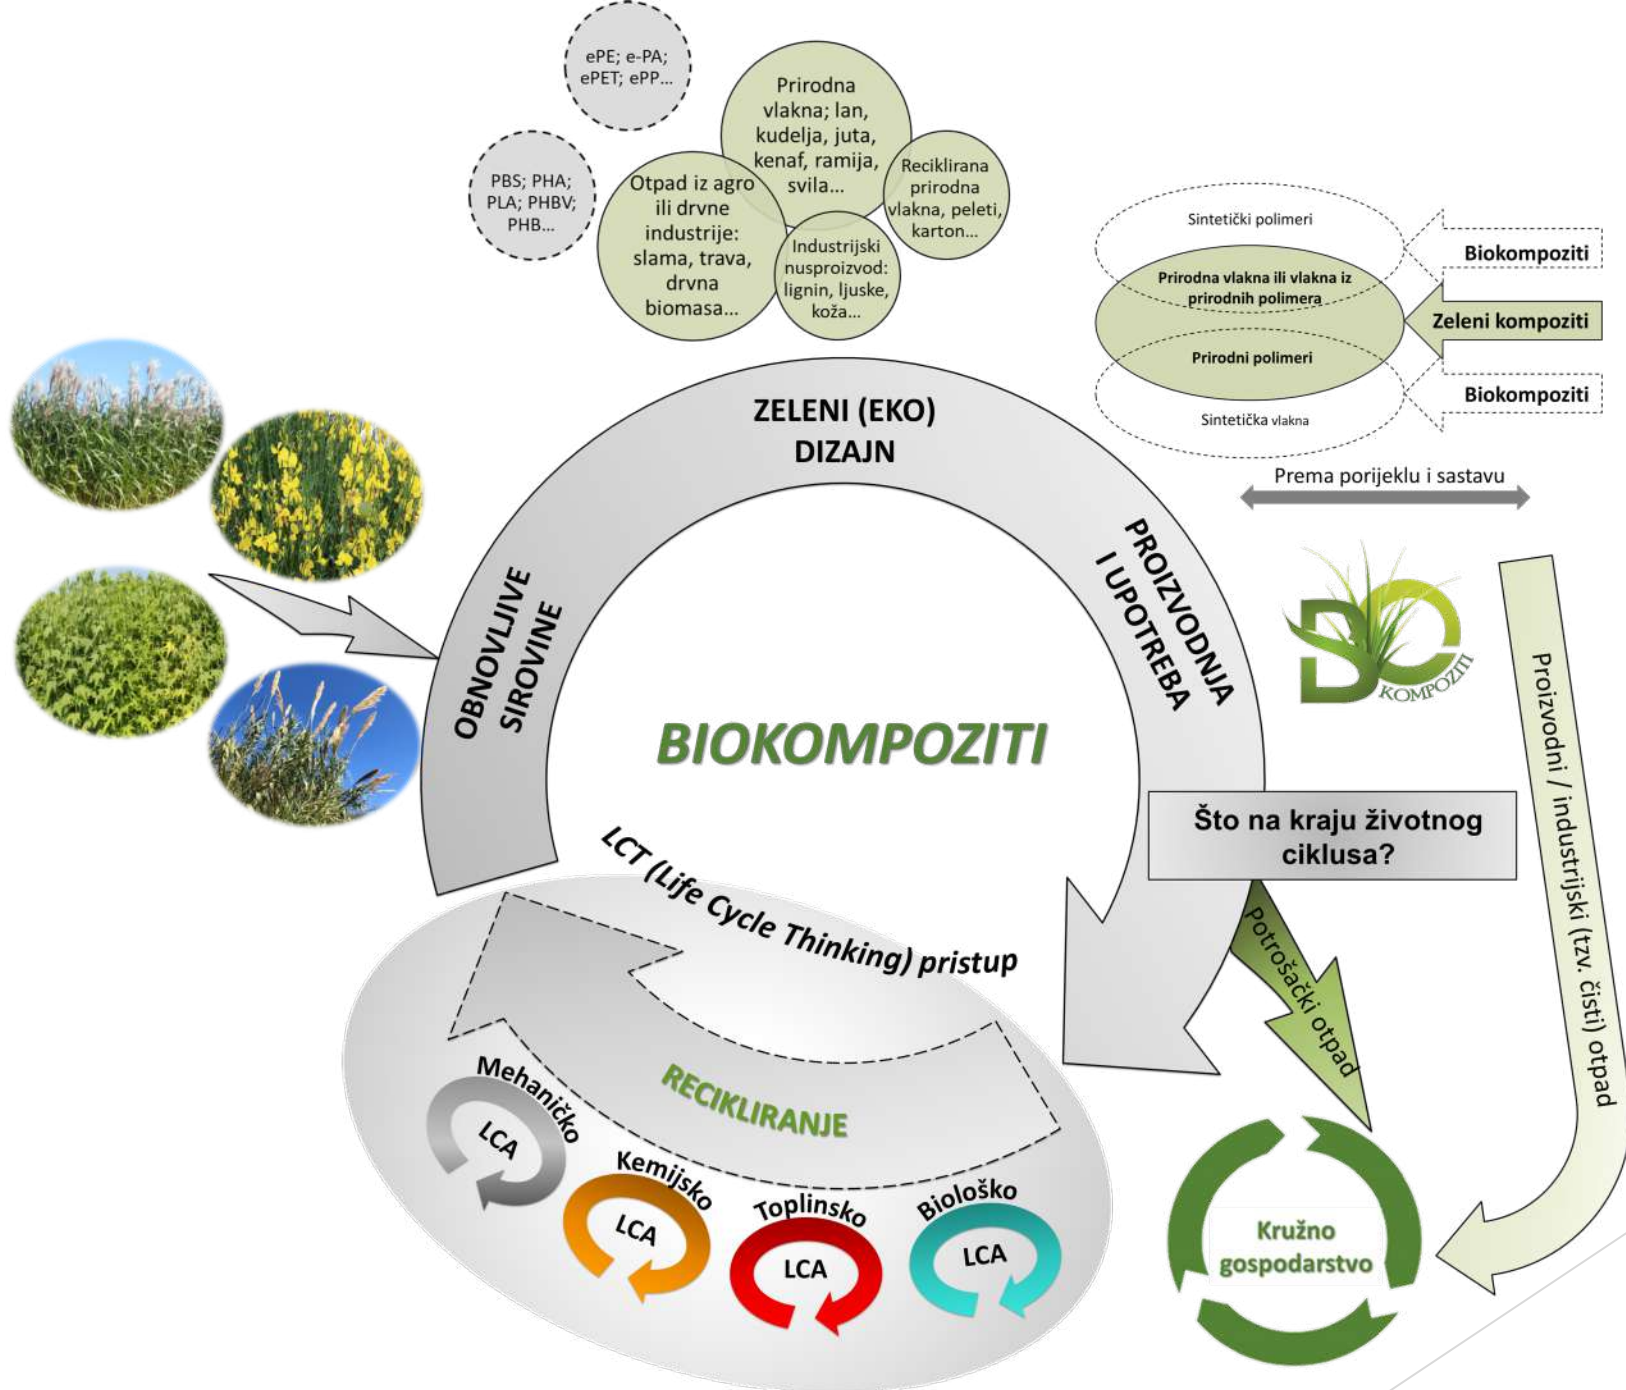 ePE; e-PA;
ePET; ePP...
PBS; PHA;
PLA; PHBV;
PHB...
Prirodna
vlakna; lan,
kudelja, juta,
kenaf, ramija,
svila...
Otpad iz agro
ili drvne
industrije:
slama, trava,
drvna
biomasa...
Reciklirana
prirodna
vlakna, peleti,
karton...
Industrijski
nusproizvod:
lignin, ljuske,
koža...
Sintetički polimeri
Prirodna vlakna ili vlakna iz
prirodnih polimera
Prirodni polimeri
Sintetička vlakna
Biokompoziti
Zeleni kompoziti
Biokompoziti
Prema porijeklu i sastavu
BIO
KOMPOZITI
OBNOVLJIVE
SIROVINE
ZELENI (EKO)
DIZAJN
PROIZVODNJA
I UPOTREBA
BIOKOMPOZITI
Što na kraju životnog
ciklusa?
LCT (Life Cycle Thinking) pristup
Potrošački otpad
Proizvodni / industrijski (tzv. čisti) otpad
RECIKLIRANJE
Mehaničko
LCA
Kemijsko
LCA
Toplinsko
LCA
Biološko
LCA
Kružno
gospodarstvo